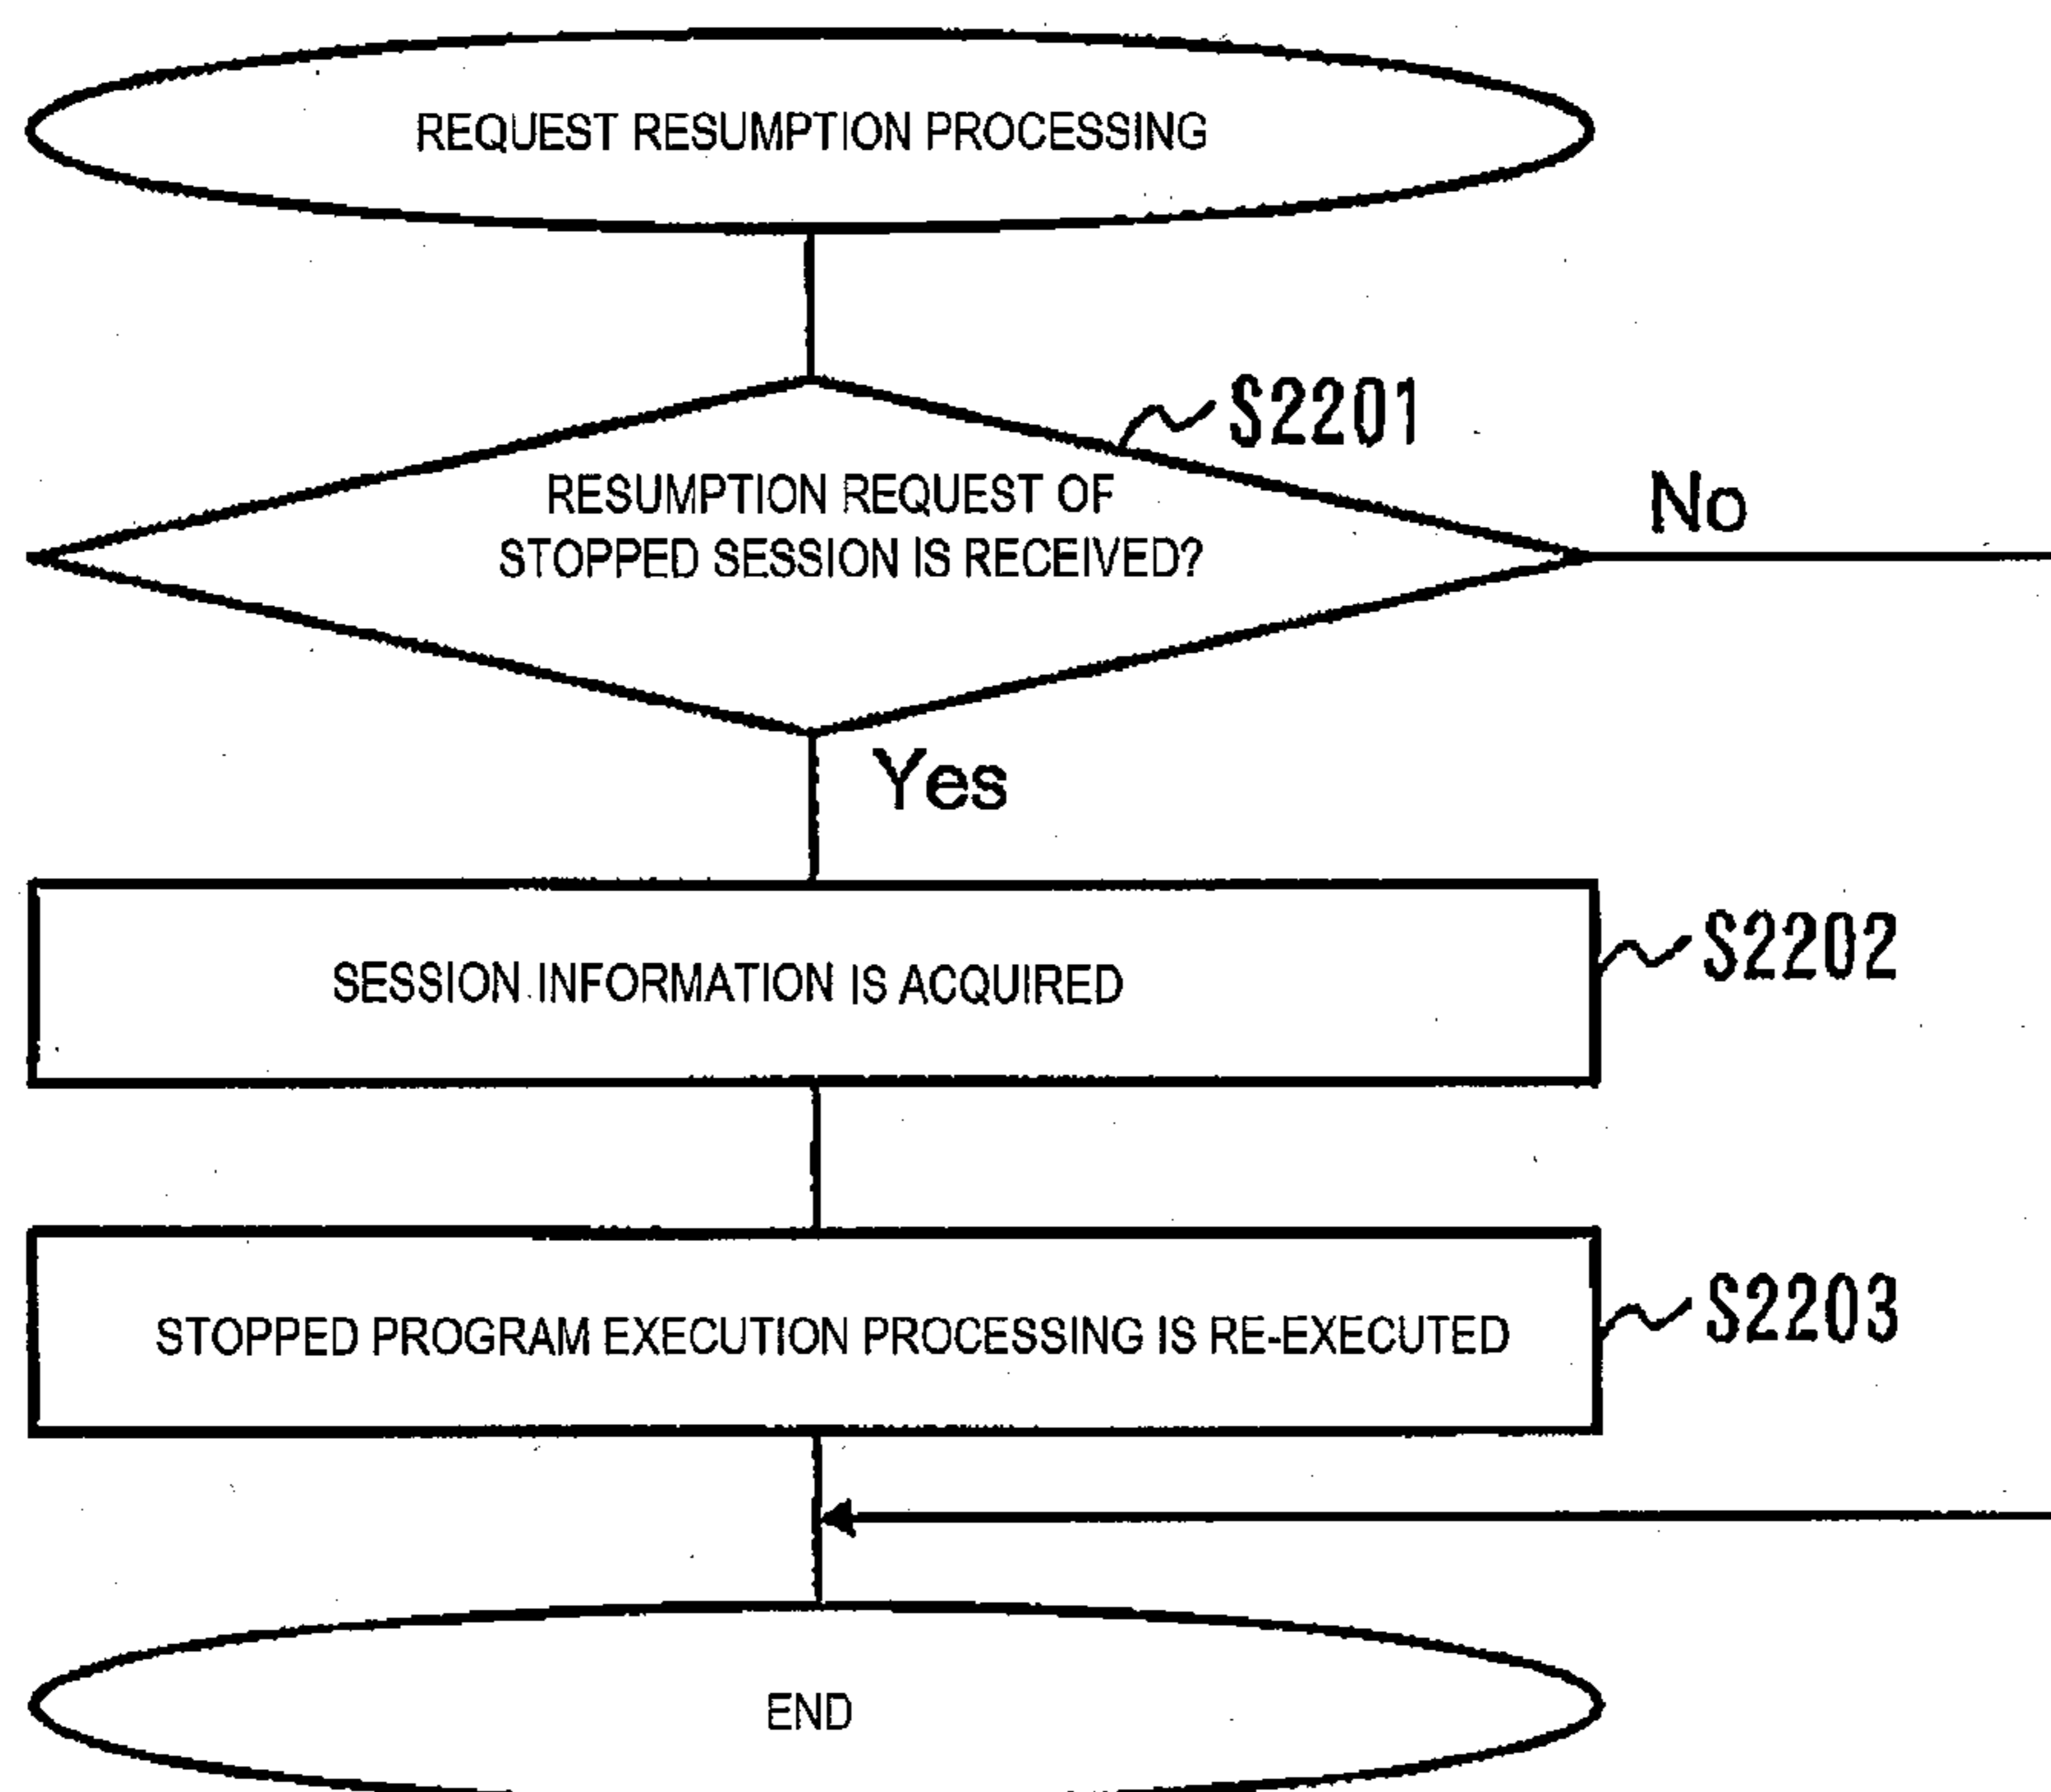 REQUEST RESUMPTION PROCESSING
S2201
RESUMPTION REQUEST OF
STOPPED SESSION IS RECEIVED?
No
Yes
SESSION INFORMATION IS ACQUIRED
S2202
STOPPED PROGRAM EXECUTION PROCESSING IS RE-EXECUTED
S2203
END